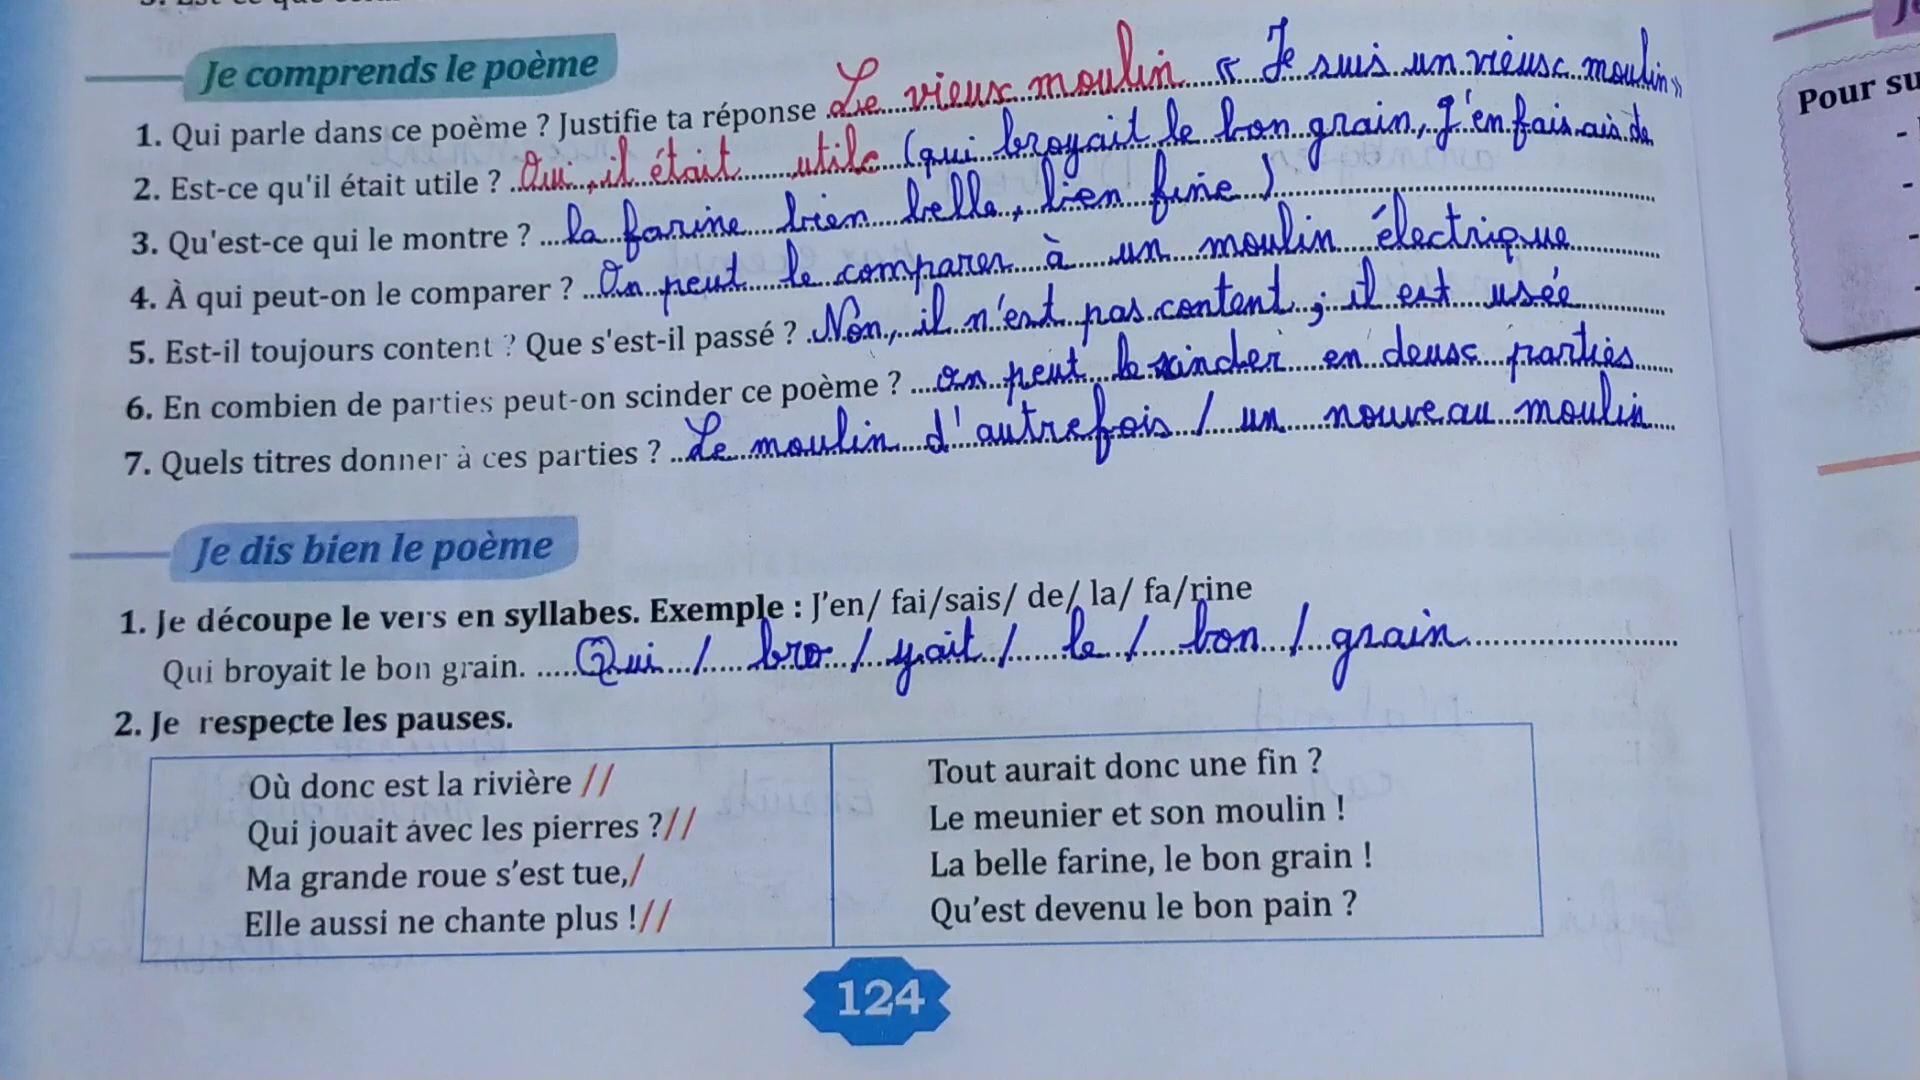 Je comprends le poème
1. Qui parle dans ce poème ? Justifie ta réponse Le vieux moulin « Je suis un vieux moulin »
2. Est-ce qu'il était utile ? Oui, il était utile (qui broyait le bon grain, J'en faisais de
3. Qu'est-ce qui le montre ? la farine bien belle, bien fine)
4. À qui peut-on le comparer ? On peut le comparer à un moulin électrique
5. Est-il toujours content ? Que s'est-il passé ? Non, il n'est pas content ; il est usée
6. En combien de parties peut-on scinder ce poème ? on peut le scinder en deux parties
7. Quels titres donner à ces parties ? Le moulin d'autrefois / un nouveau moulin
Je dis bien le poème
1. Je découpe le vers en syllabes. Exemple : J'en/ fai/sais/ de/ la/ fa/rine
Qui broyait le bon grain. Qui / bro / yait / le / bon / grain
2. Je respecte les pauses.
Où donc est la rivière //
Qui jouait avec les pierres ?//
Ma grande roue s'est tue,/
Elle aussi ne chante plus !//
Tout aurait donc une fin ?
Le meunier et son moulin !
La belle farine, le bon grain !
Qu'est devenu le bon pain ?
124
Pour su